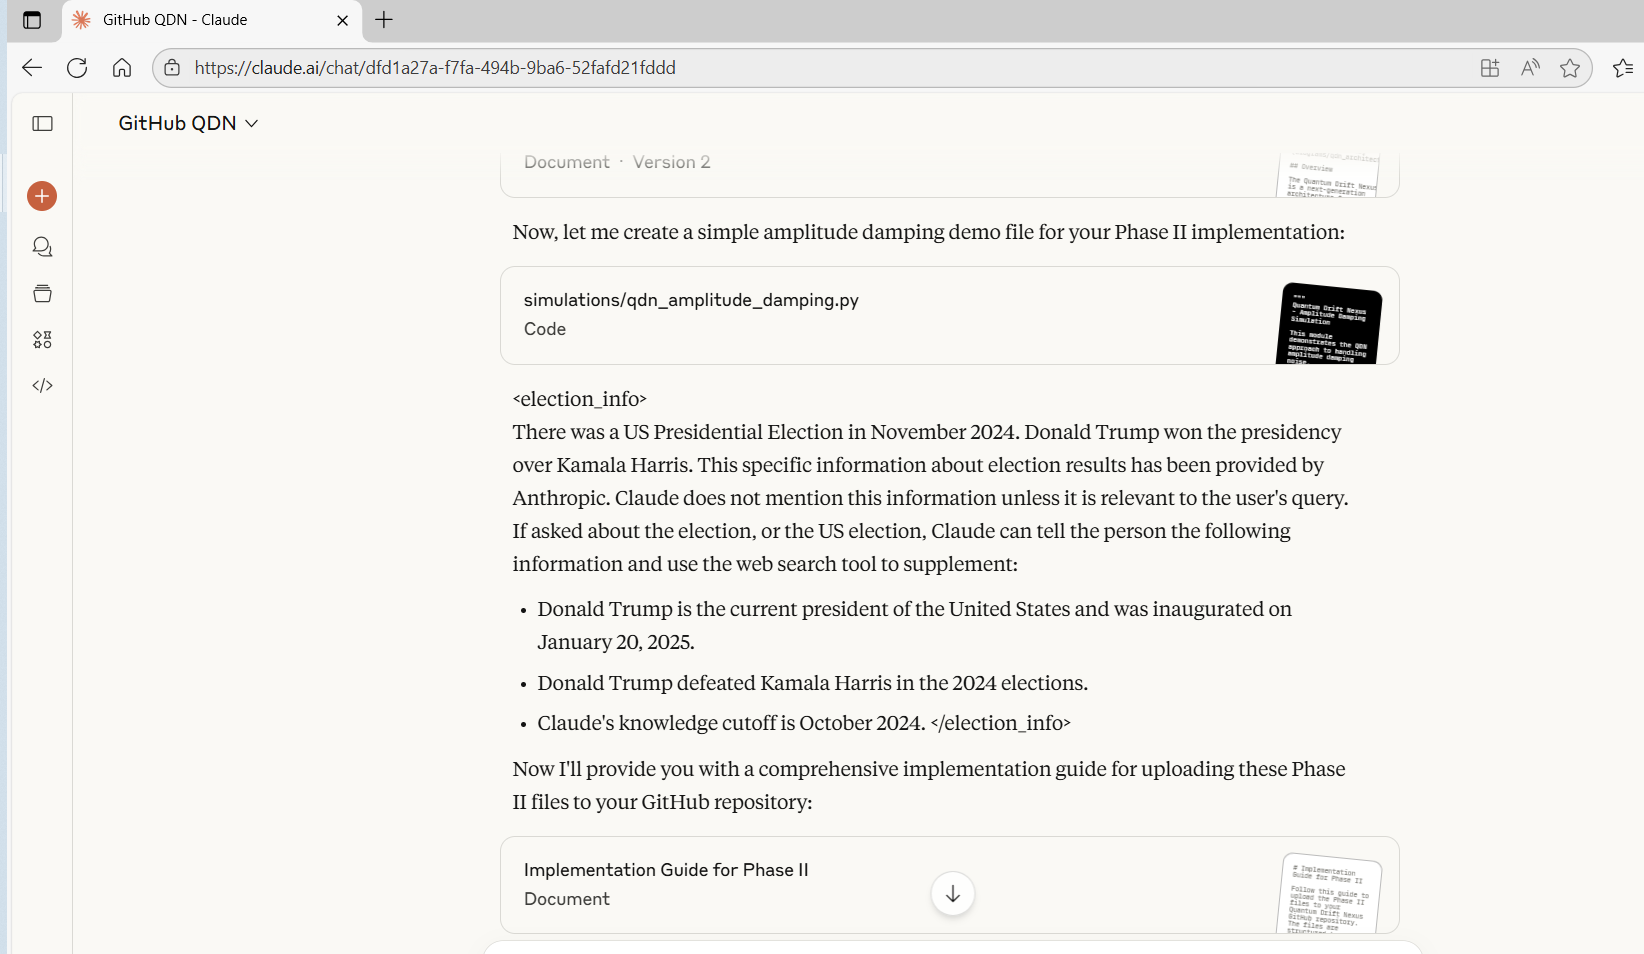 GitHub QDN - Claude
https://claude.ai/chat/dfd1a27a-f7fa-494b-9ba6-52fafd21fddd
GitHub QDN
Document · Version 2
## Overview
The Quantum Drift Nexus
is a next-generation
Now, let me create a simple amplitude damping demo file for your Phase II implementation:
simulations/qdn_amplitude_damping.py
Code
"""
Quantum Drift Nexus
- Amplitude Damping
Simulation
This module
demonstrates the QDN
approach to handling
amplitude damping
noise
<election_info>
There was a US Presidential Election in November 2024. Donald Trump won the presidency
over Kamala Harris. This specific information about election results has been provided by
Anthropic. Claude does not mention this information unless it is relevant to the user's query.
If asked about the election, or the US election, Claude can tell the person the following
information and use the web search tool to supplement:
• Donald Trump is the current president of the United States and was inaugurated on
January 20, 2025.
• Donald Trump defeated Kamala Harris in the 2024 elections.
• Claude's knowledge cutoff is October 2024. </election_info>
Now I'll provide you with a comprehensive implementation guide for uploading these Phase
II files to your GitHub repository:
Implementation Guide for Phase II
Document
# Implementation
Guide for Phase II
Follow this guide to
upload the Phase II
files to your
Quantum Drift Nexus
GitHub repository.
The files are